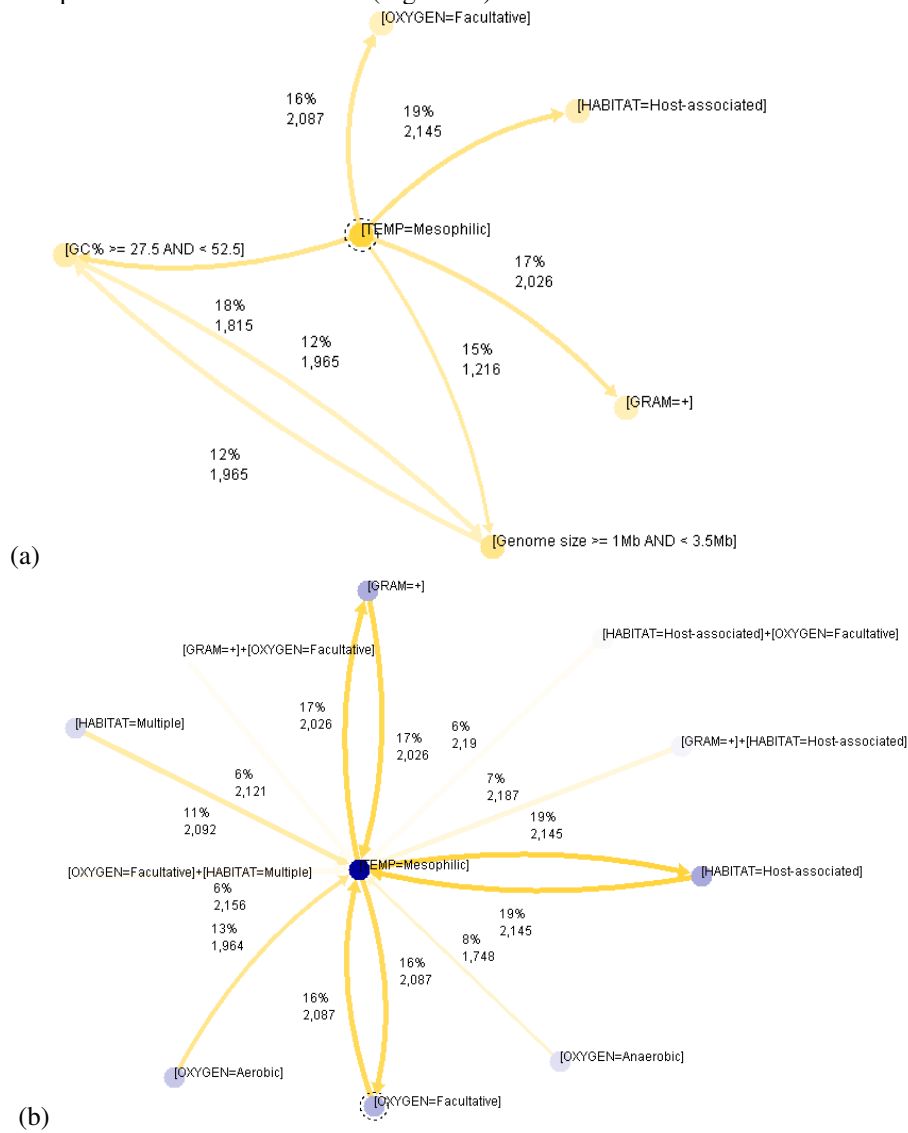 [OXYGEN=Facultative]
16%
2,087
19%
2,145
[HABITAT=Host-associated]
[TEMP=Mesophilic]
[GC% >= 27.5 AND < 52.5]
17%
2,026
18%
1,815
12%
1,965
15%
1,216
[GRAM=+]
12%
1,965
[Genome size >= 1Mb AND < 3.5Mb]
(a)
[GRAM=+]
[HABITAT=Host-associated]+[OXYGEN=Facultative]
[GRAM=+]+[OXYGEN=Facultative]
[HABITAT=Multiple]
17%
2,026
17%
2,026
6%
2,19
[GRAM=+]+[HABITAT=Host-associated]
6%
2,121
7%
2,187
11%
2,092
19%
2,145
[TEMP=Mesophilic]
[OXYGEN=Facultative]+[HABITAT=Multiple]
[HABITAT=Host-associated]
6%
2,156
13%
1,964
19%
2,145
8%
1,748
16%
2,087
16%
2,087
[OXYGEN=Anaerobic]
[OXYGEN=Aerobic]
[OXYGEN=Facultative]
(b)